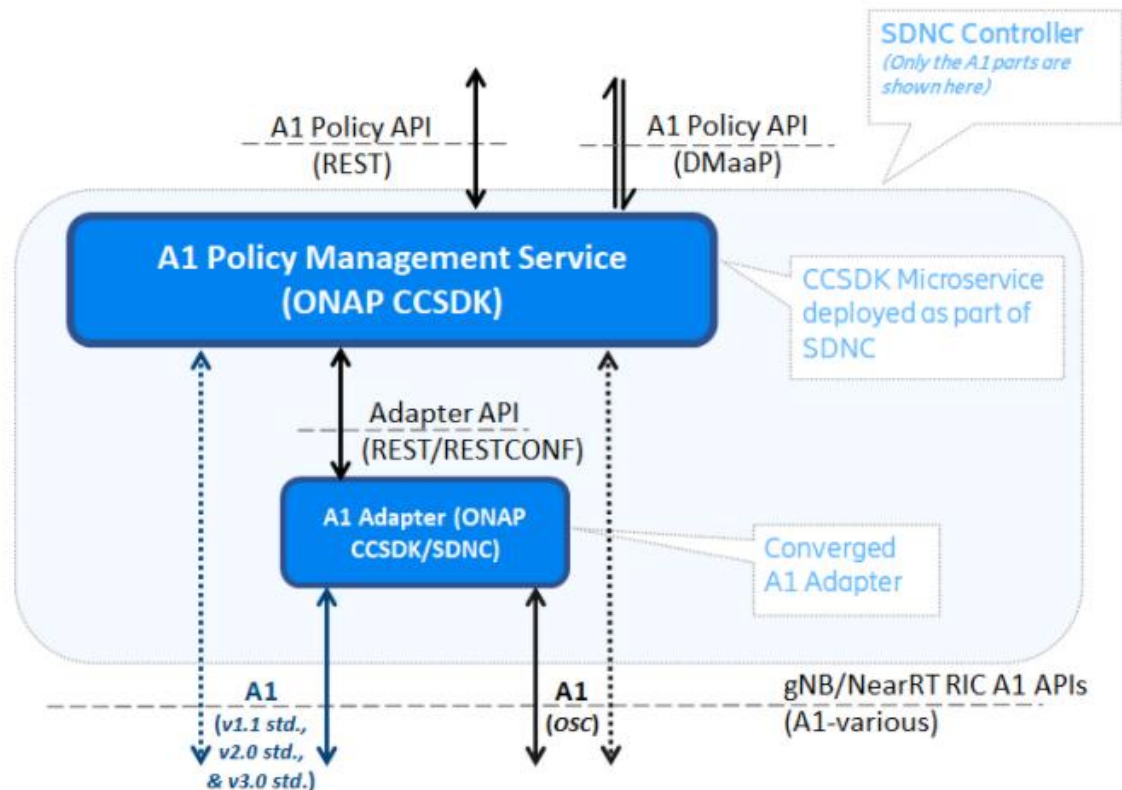 SDNC Controller
(Only the A1 parts are
shown here)
A1 Policy API
(REST)
A1 Policy API
(DMaaP)
A1 Policy Management Service
(ONAP CCSDK)
CCSDK Microservice
deployed as part of
SDNC
Adapter API
(REST/RESTCONF)
A1 Adapter (ONAP
CCSDK/SDNC)
Converged
A1 Adapter
A1
(v1.1 std.,
v2.0 std.,
& v3.0 std.)
A1
(OSC)
gNB/NearRT RIC A1 APIs
(A1-various)